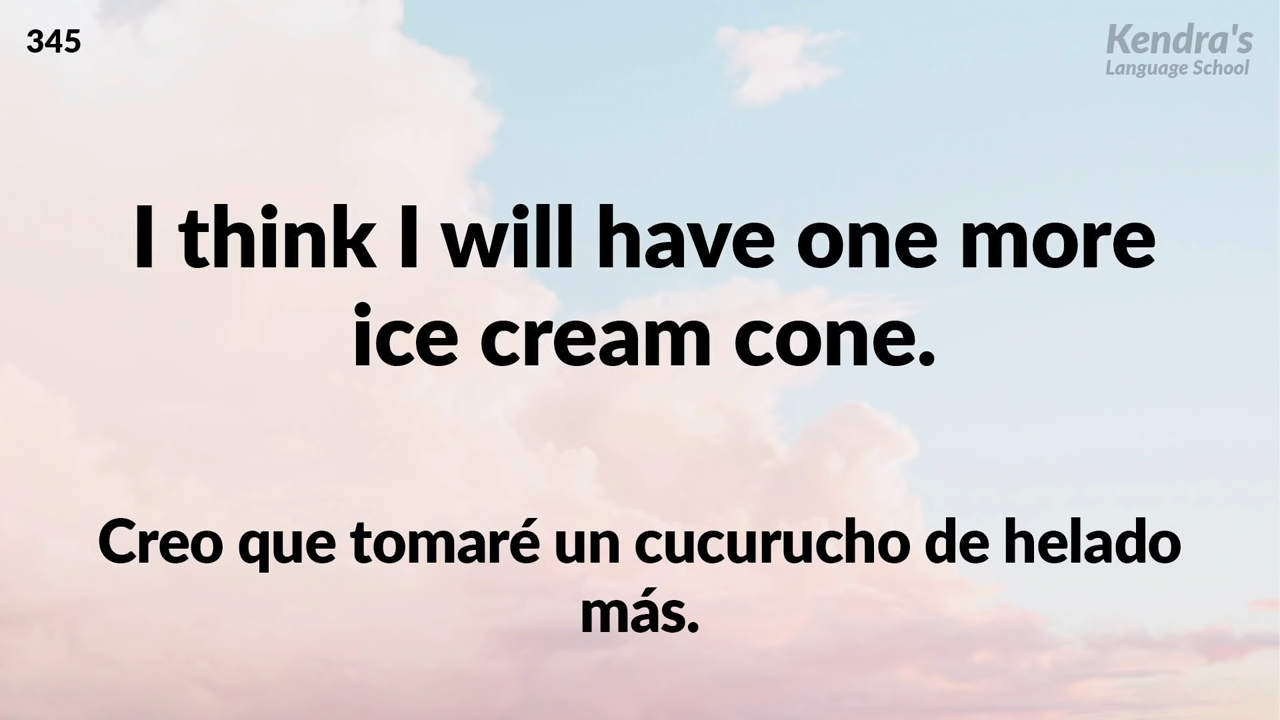 345
Kendra's
Language School
I think I will have one more
ice cream cone.
Creo que tomaré un cucurucho de helado
más.